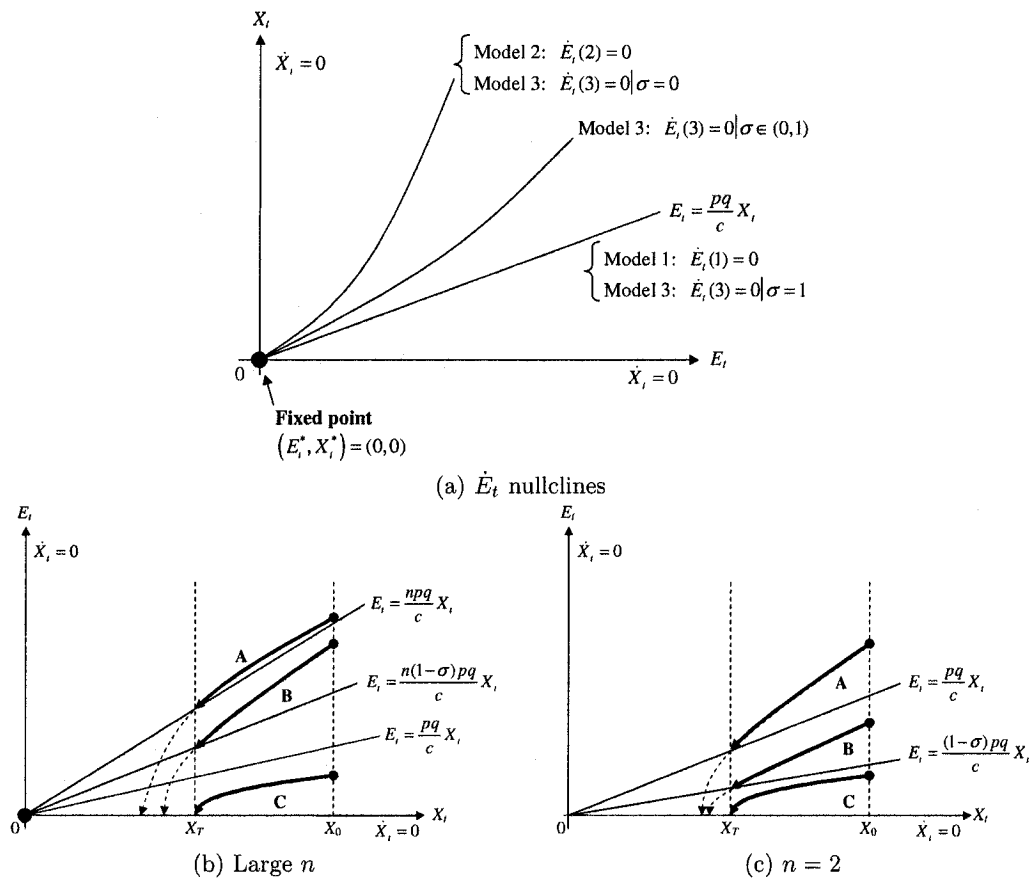 X_t
Ẋ_t = 0
Model 2: Ė_t(2) = 0
Model 3: Ė_t(3) = 0|σ = 0
Model 3: Ė_t(3) = 0|σ ∈ (0,1)
E_t = pq/c X_t
Model 1: Ė_t(1) = 0
Model 3: Ė_t(3) = 0|σ = 1
0
Ẋ_t = 0
E_t
Fixed point
(E_t^*, X_t^*) = (0,0)
(a) Ė_t nullclines
E_t
Ẋ_t = 0
E_t = npq/c X_t
A
B
E_t = n(1−σ)pq/c X_t
E_t = pq/c X_t
C
0
X_T
X_0
Ẋ_t = 0
X_t
(b) Large n
E_t
Ẋ_t = 0
A
E_t = pq/c X_t
B
E_t = (1−σ)pq/c X_t
C
0
X_T
X_0
Ẋ_t = 0
X_t
(c) n = 2